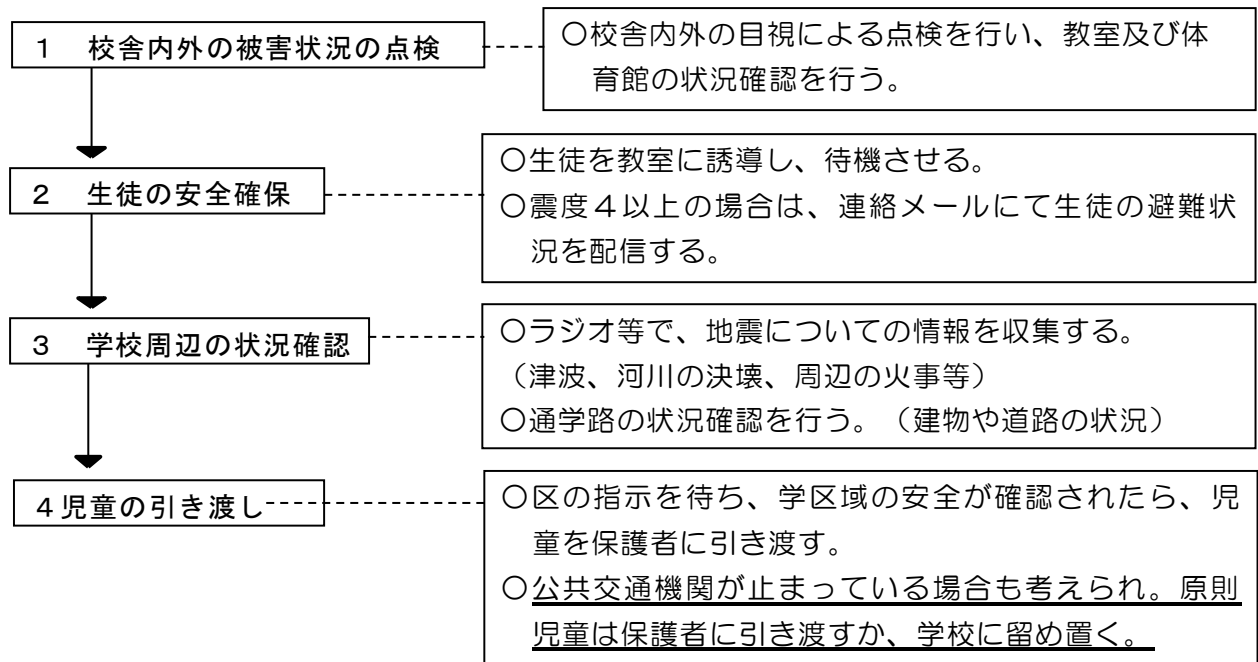 １　校舎内外の被害状況の点検
〇校舎内外の目視による点検を行い、教室及び体
育館の状況確認を行う。
２　生徒の安全確保
〇生徒を教室に誘導し、待機させる。
〇震度４以上の場合は、連絡メールにて生徒の避難状
況を配信する。
３　学校周辺の状況確認
〇ラジオ等で、地震についての情報を収集する。
（津波、河川の決壊、周辺の火事等）
〇通学路の状況確認を行う。（建物や道路の状況）
４児童の引き渡し
〇区の指示を待ち、学区域の安全が確認されたら、児
童を保護者に引き渡す。
〇公共交通機関が止まっている場合も考えられ。原則
児童は保護者に引き渡すか、学校に留め置く。